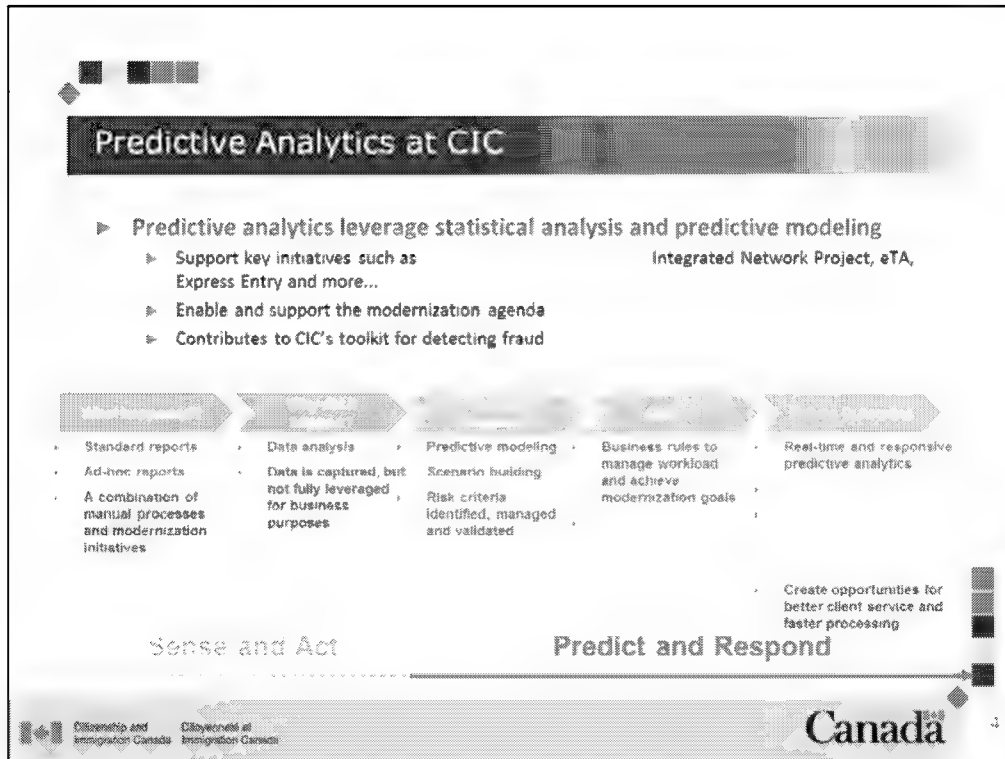 Predictive Analytics at CIC
Predictive analytics leverage statistical analysis and predictive modeling
Support key initiatives such as Integrated Network Project, eTA,
Express Entry and more...
Enable and support the modernization agenda
Contributes to CIC's toolkit for detecting fraud
Standard reports
Ad-hoc reports
A combination of
manual processes
and modernization
initiatives
Data analysis
Data is captured, but
not fully leveraged
for business
purposes
Predictive modeling
Scenario building
Risk criteria
identified, managed
and validated
Business rules to
manage workload
and achieve
modernization goals
Real-time and responsive
predictive analytics
Create opportunities for
better client service and
faster processing
Sense and Act
Predict and Respond
Citizenship and
Immigration Canada
Citoyenneté et
Immigration Canada
Canada